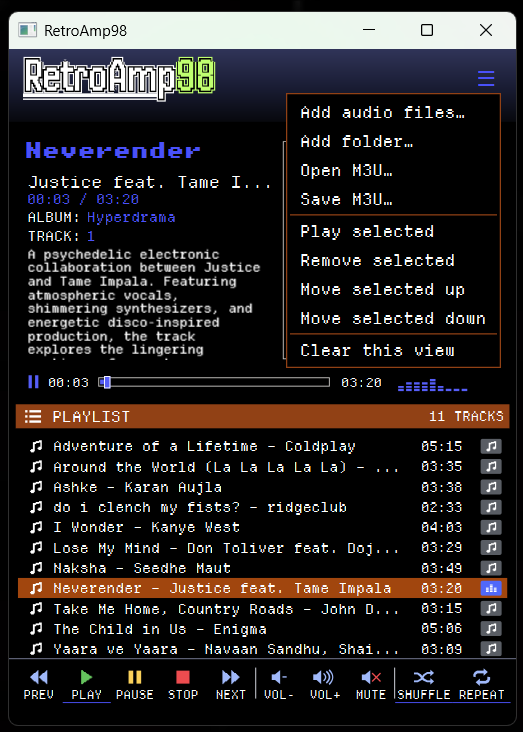 RetroAmp98
RetroAmp98
Add audio files…
Add folder…
Open M3U…
Save M3U…
Play selected
Remove selected
Move selected up
Move selected down
Clear this view
Neverender
Justice feat. Tame I...
00:03 / 03:20
ALBUM: Hyperdrama
TRACK: 1
A psychedelic electronic
collaboration between Justice
and Tame Impala. Featuring
atmospheric vocals,
shimmering synthesizers, and
energetic disco-inspired
production, the track
explores the lingering
00:03 03:20
PLAYLIST 11 TRACKS
Adventure of a Lifetime - Coldplay 05:15
Around the World (La La La La La) - ... 03:35
Ashke - Karan Aujla 03:38
do i clench my fists? - ridgeclub 02:33
I Wonder - Kanye West 04:03
Lose My Mind - Don Toliver feat. Doj... 03:29
Naksha - Seedhe Maut 03:49
Neverender - Justice feat. Tame Impala 03:20
Take Me Home, Country Roads - John D... 03:15
The Child in Us - Enigma 05:06
Yaara ve Yaara - Navaan Sandhu, Shai... 03:09
PREV PLAY PAUSE STOP NEXT VOL- VOL+ MUTE SHUFFLE REPEAT